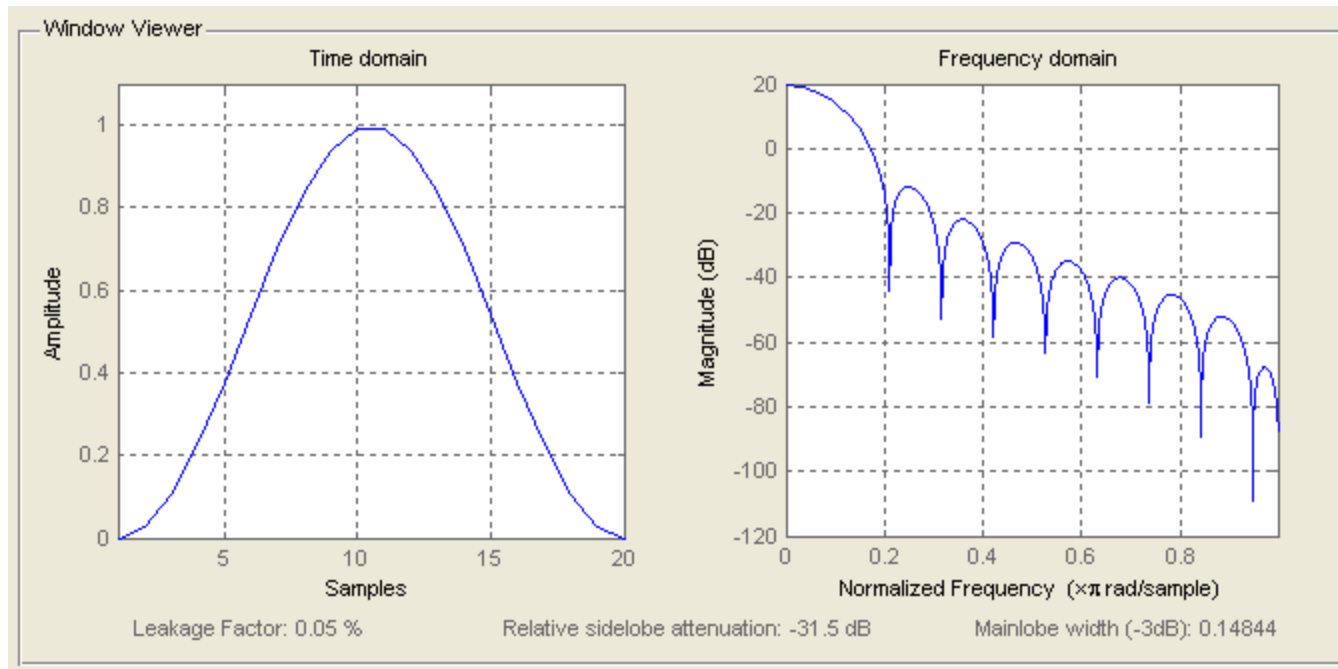 Window Viewer
Time domain
1
0.8
0.6
0.4
0.2
0
Amplitude
5 10 15 20
Samples
Frequency domain
20
0
-20
-40
-60
-80
-100
-120
Magnitude (dB)
0 0.2 0.4 0.6 0.8
Normalized Frequency (×π rad/sample)
Leakage Factor: 0.05 %
Relative sidelobe attenuation: -31.5 dB
Mainlobe width (-3dB): 0.14844